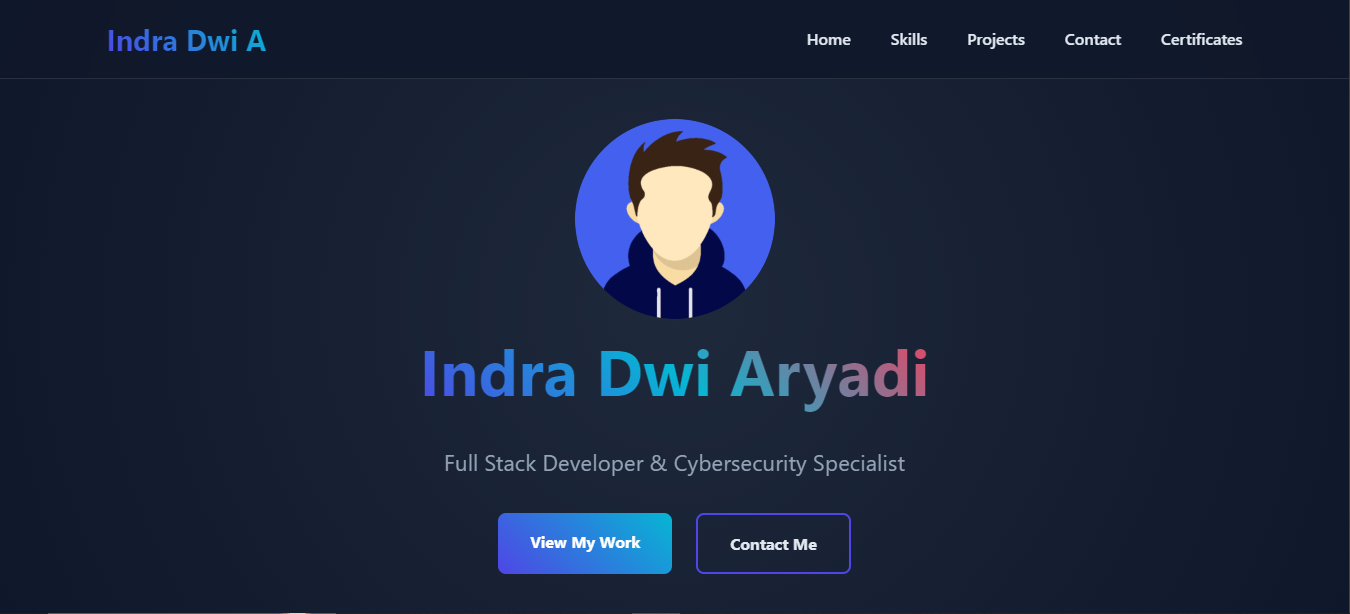 Indra Dwi A
Home Skills Projects Contact Certificates
Indra Dwi Aryadi
Full Stack Developer & Cybersecurity Specialist
View My Work Contact Me